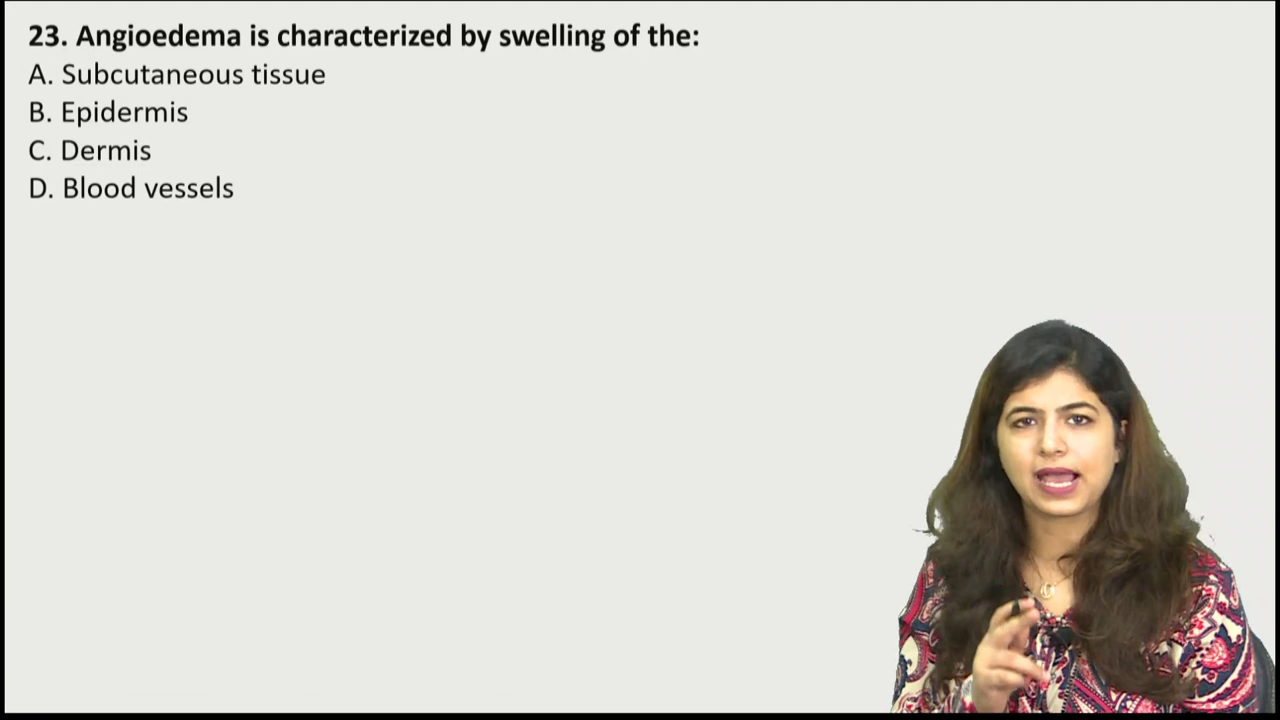 23. Angioedema is characterized by swelling of the:
A. Subcutaneous tissue
B. Epidermis
C. Dermis
D. Blood vessels